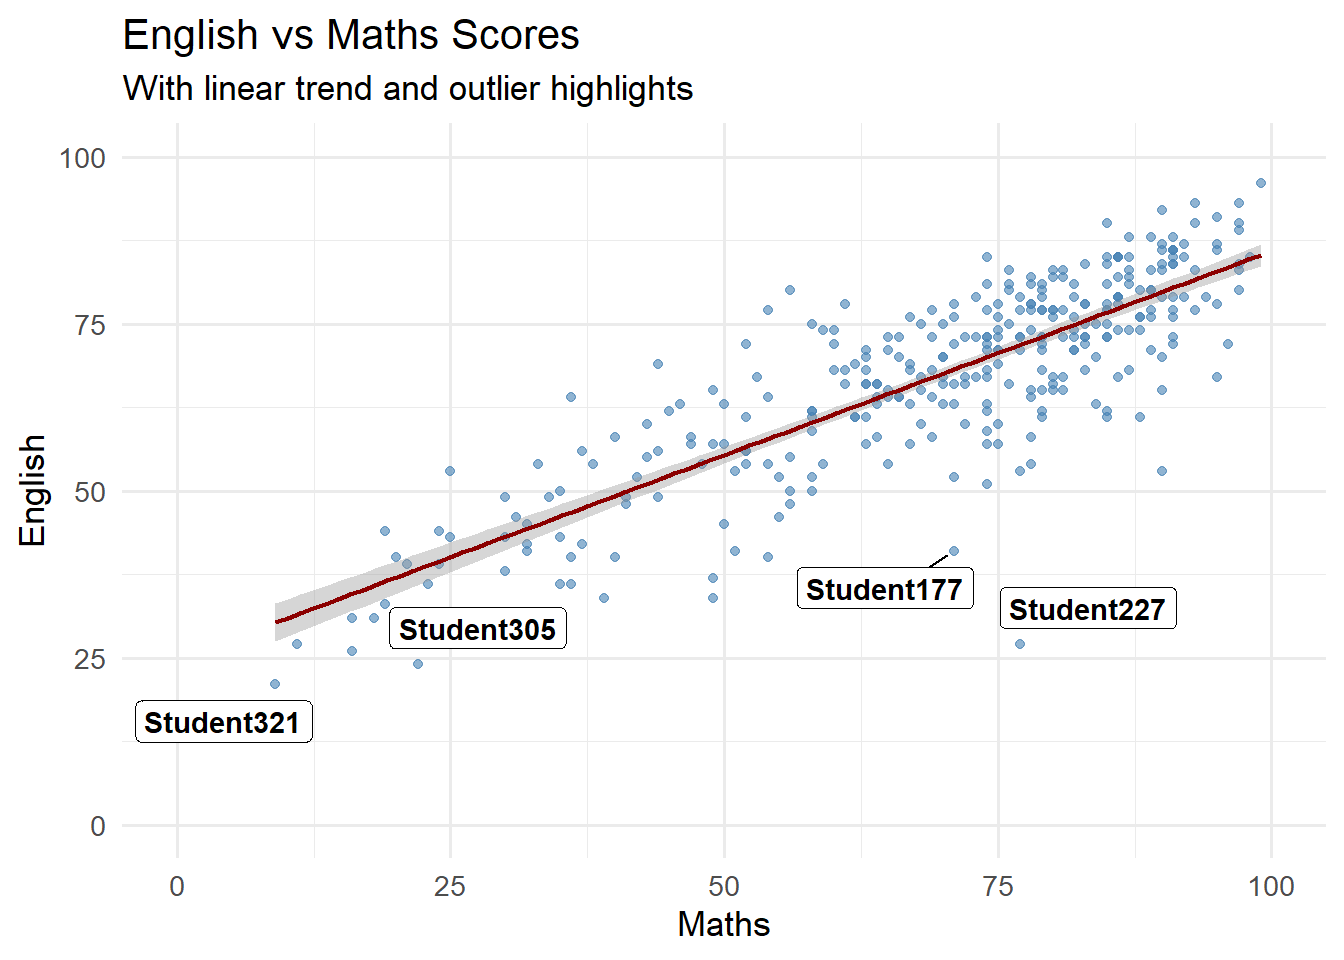 English vs Maths Scores
With linear trend and outlier highlights
100
75
50
25
0
English
Student177
Student227
Student305
Student321
0 25 50 75 100
Maths